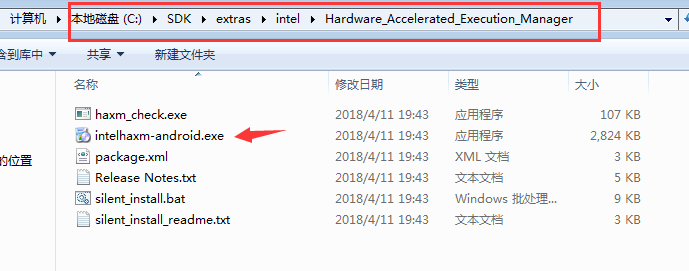 计算机 ▸ 本地磁盘 (C:) ▸ SDK ▸ extras ▸ intel ▸ Hardware_Accelerated_Execution_Manager
含到库中 共享 新建文件夹
名称 修改日期 类型 大小
haxm_check.exe 2018/4/11 19:43 应用程序 107 KB
intelhaxm-android.exe 2018/4/11 19:43 应用程序 2,824 KB
package.xml 2018/4/11 19:43 XML 文档 3 KB
Release Notes.txt 2018/4/11 19:43 文本文档 5 KB
silent_install.bat 2018/4/11 19:43 Windows 批处理... 9 KB
silent_install_readme.txt 2018/4/11 19:43 文本文档 3 KB
的位置